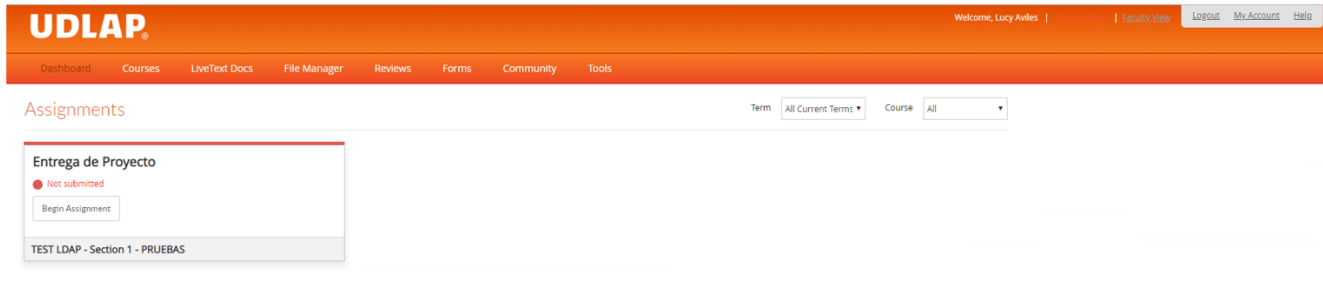 UDLAP®
Welcome, Lucy Aviles | | Faculty View Logout My Account Help
Dashboard Courses LiveText Docs File Manager Reviews Forms Community Tools
Assignments Term All Current Terms Course All
Entrega de Proyecto
Not submitted
Begin Assignment
TEST LDAP - Section 1 - PRUEBAS